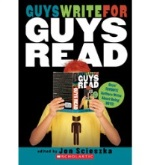 GUYS WRITE FOR
GUYS
READ
GUYS
READ
edited by Jon Scieszka
SCHOLASTIC